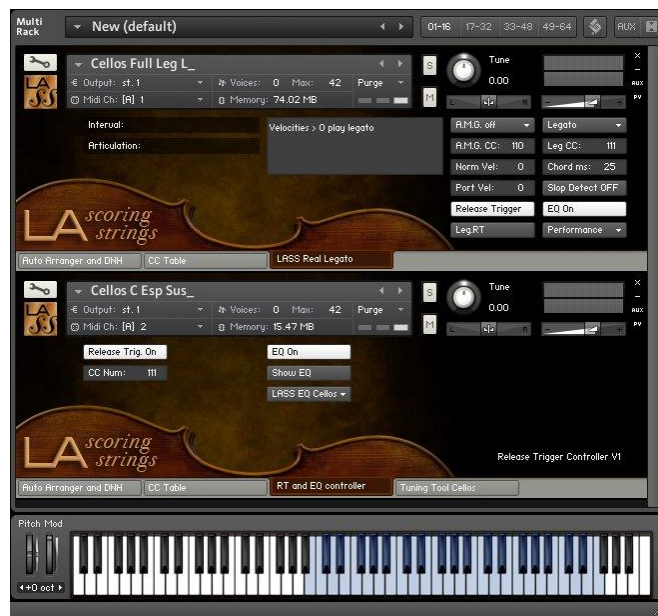 Multi Rack New (default) 01-16 17-32 33-48 49-64 AUX
Cellos Full Leg L_ S Tune x
Output: st. 1 Voices: 0 Max: 42 Purge 0.00 AUX
Midi Ch: [A] 1 Memory: 74.02 MB M L R - + PV
Interval: Velocities > 0 play legato A.M.G. off Legato
Articulation: A.M.G. CC: 110 Leg CC: 111
Norm Vel: 0 Chord ms: 25
Port Vel: 0 Slop Detect OFF
Release Trigger EQ On
Leg.RT Performance
LA scoring strings
Auto Arranger and DNH CC Table LASS Real Legato
Cellos C Esp Sus_ S Tune x
Output: st. 1 Voices: 0 Max: 42 Purge 0.00 AUX
Midi Ch: [A] 2 Memory: 15.47 MB M L R - + PV
Release Trig. On EQ On
CC Num: 111 Show EQ
LASS EQ Cellos
LA scoring strings
Release Trigger Controller V1
Auto Arranger and DNH CC Table RT and EQ controller Tuning Tool Cellos
Pitch Mod
+0 oct